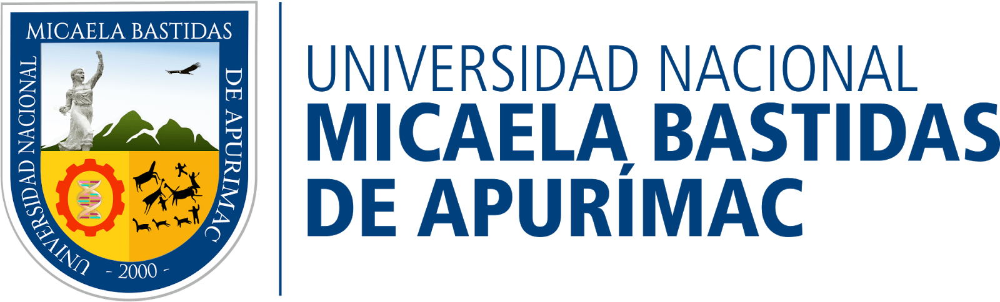 MICAELA BASTIDAS
UNIVERSIDAD NACIONAL
DE APURIMAC
- 2000 -
UNIVERSIDAD NACIONAL
MICAELA BASTIDAS
DE APURÍMAC